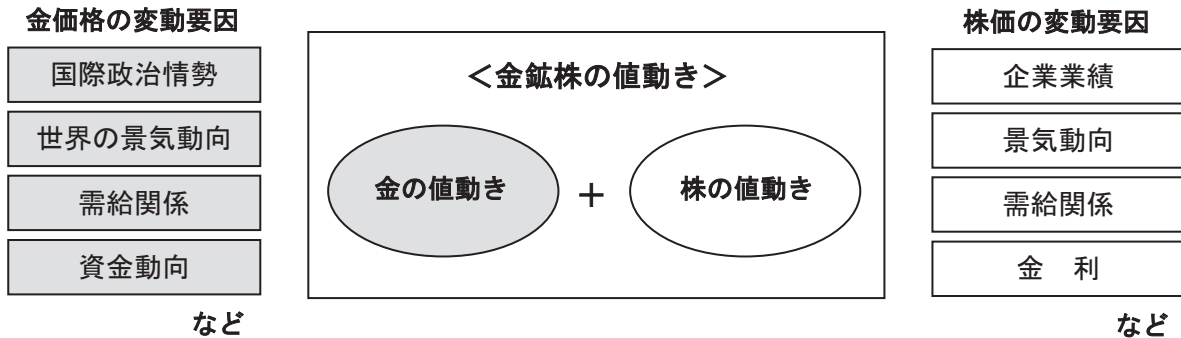 金価格の変動要因
国際政治情勢
世界の景気動向
需給関係
資金動向
など
＜金鉱株の値動き＞
金の値動き
＋
株の値動き
株価の変動要因
企業業績
景気動向
需給関係
金　利
など